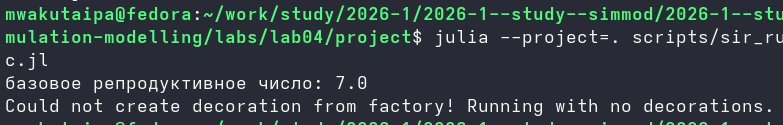 mwakutaipa@fedora:~/work/study/2026-1/2026-1--study--simmod/2026-1--stu
mulation-modelling/labs/lab04/project$ julia --project=. scripts/sir_ru
c.jl
базовое репродуктивное число: 7.0
Could not create decoration from factory! Running with no decorations.